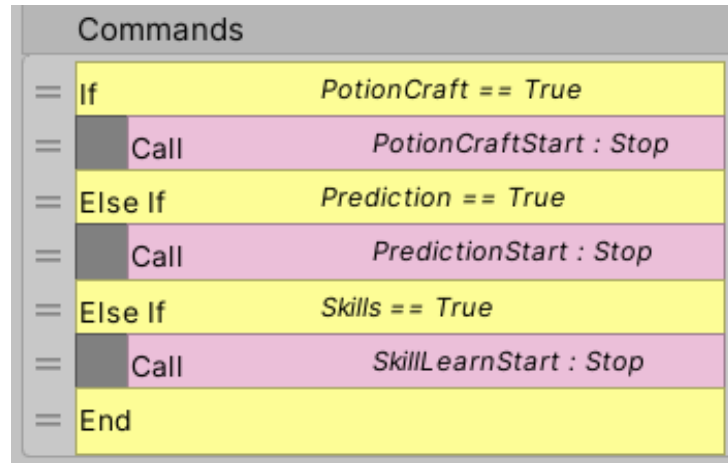 Commands
If PotionCraft == True
Call PotionCraftStart : Stop
Else If Prediction == True
Call PredictionStart : Stop
Else If Skills == True
Call SkillLearnStart : Stop
End